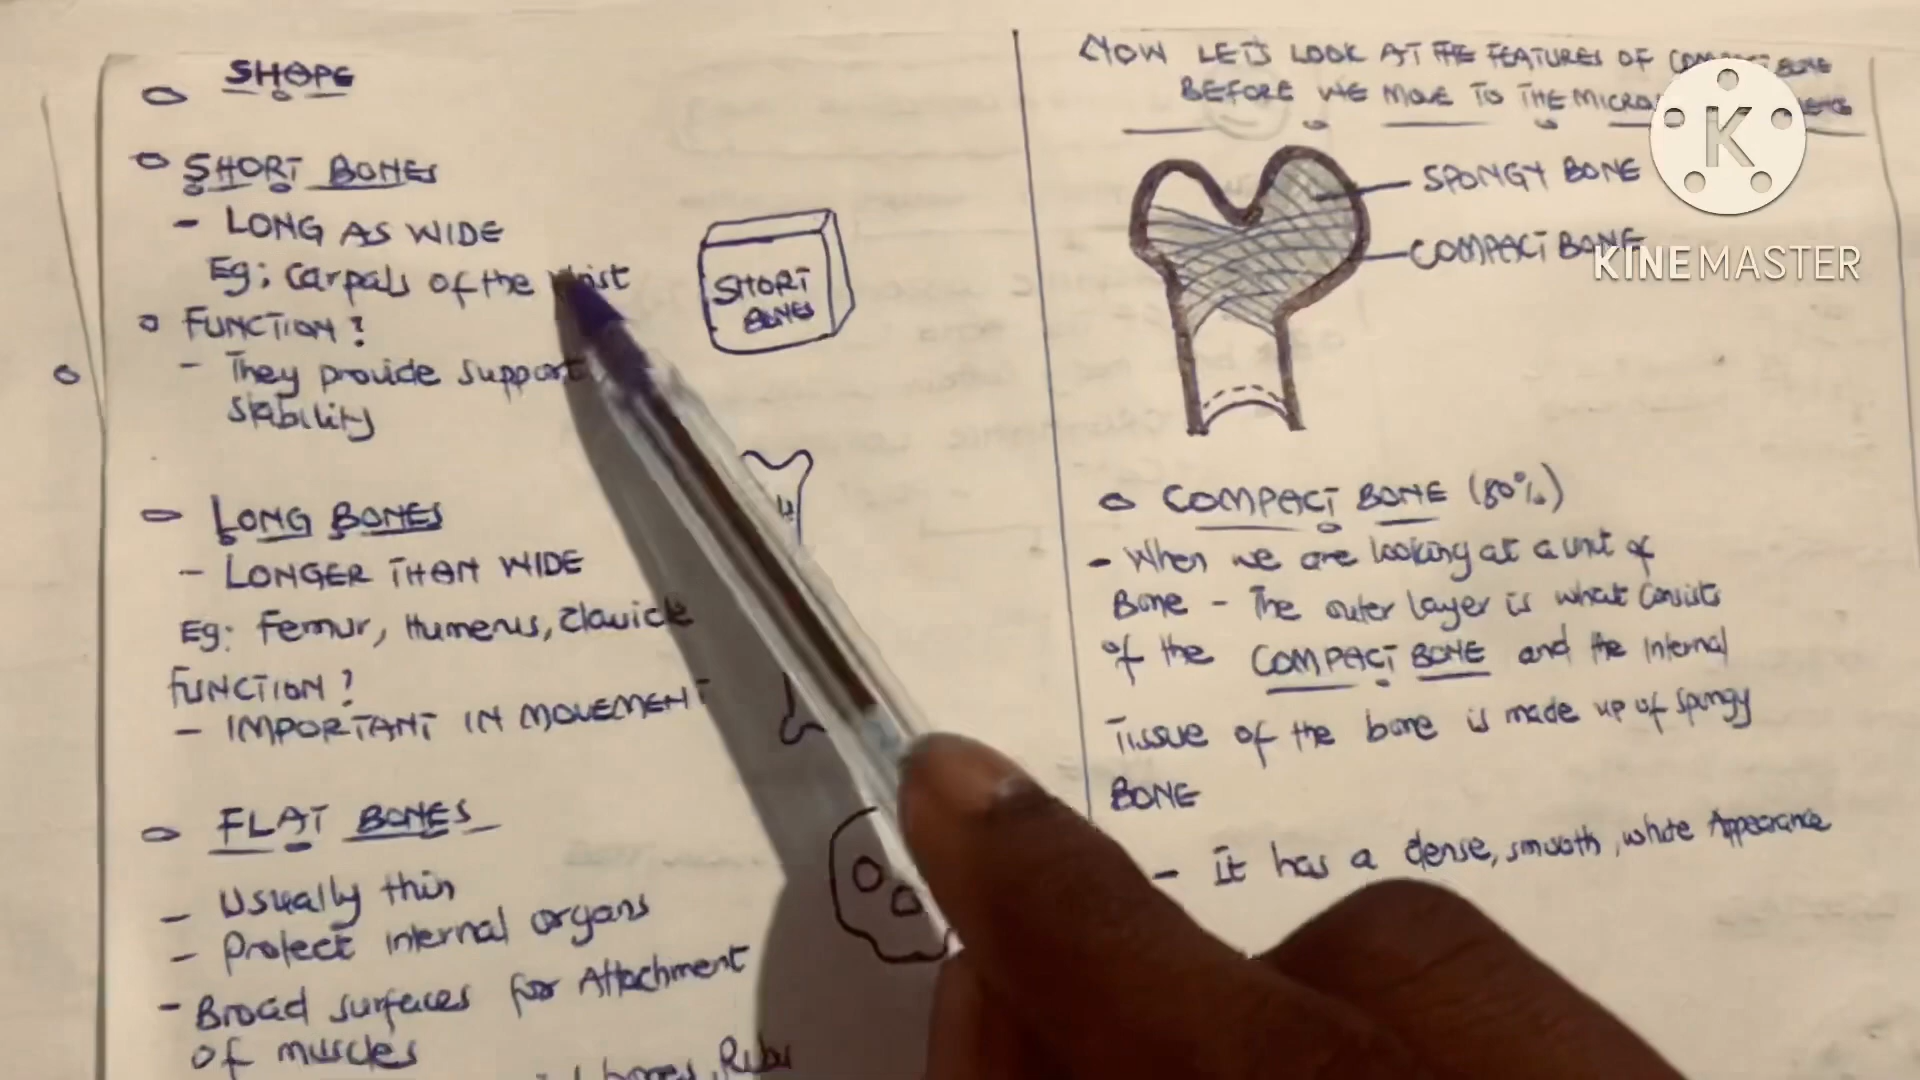 SHAPE
SHORT BONES
- LONG AS WIDE
Eg: Carpals of the
FUNCTION?
- They provide support
stability
LONG BONES
- LONGER THAN WIDE
Eg: Femur, Humerus, Clavicle
FUNCTION?
- IMPORTANT IN MOVEMENT
FLAT BONES
- Usually thin
- Protect internal organs
- Broad surfaces for Attachment
of muscles
bones, Ribs
SHORT
BONES
NOW LET'S LOOK AT THE FEATURES OF BONE
BEFORE WE MOVE TO THE
SPONGY BONE
COMPACT BONE
COMPACT BONE (80%)
- When we are looking at a unit of
Bone - The outer layer is what consists
of the COMPACT BONE and the internal
Tissue of the bone is made up of spongy
BONE
- It has a dense, smooth, white Appearance
K
KINEMASTER